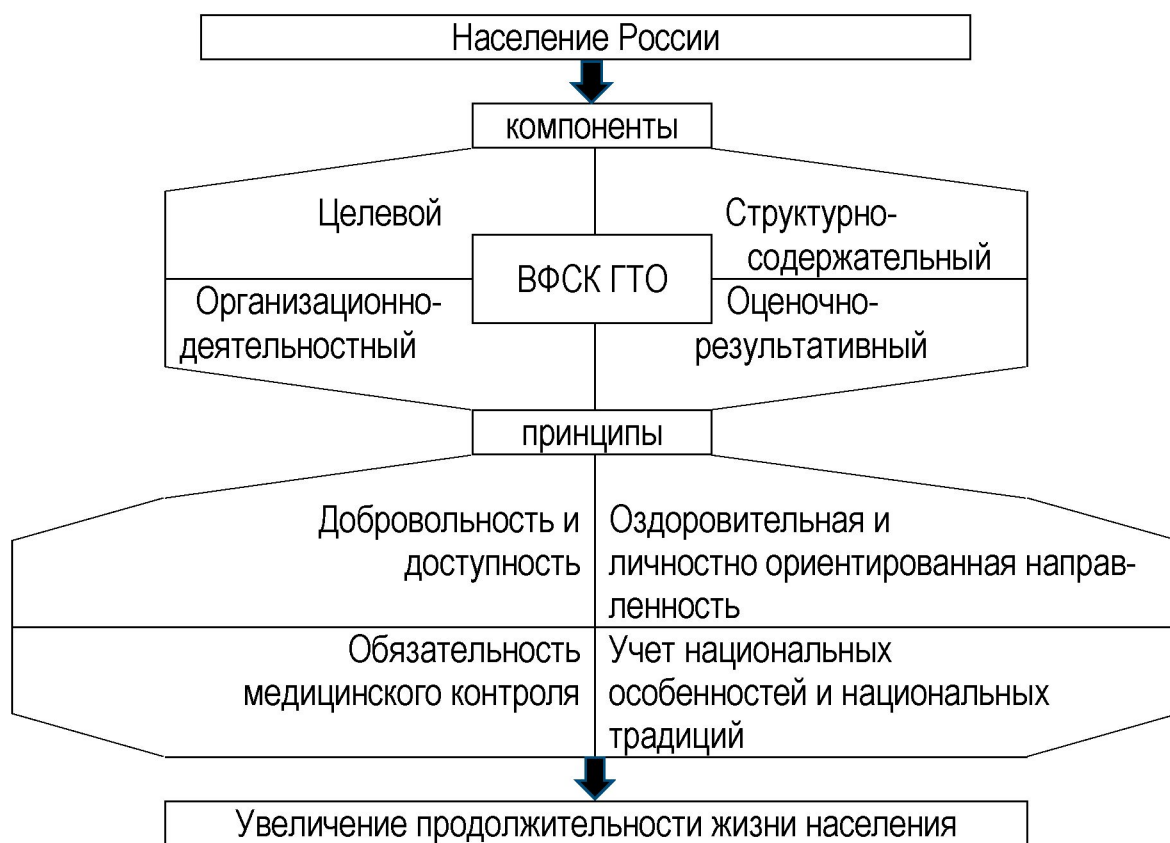 Население России
компоненты
Целевой
Структурно-
содержательный
ВФСК ГТО
Организационно-
деятельностный
Оценочно-
результативный
принципы
Добровольность и
доступность
Оздоровительная и
личностно ориентированная направ-
ленность
Обязательность
медицинского контроля
Учет национальных
особенностей и национальных
традиций
Увеличение продолжительности жизни населения